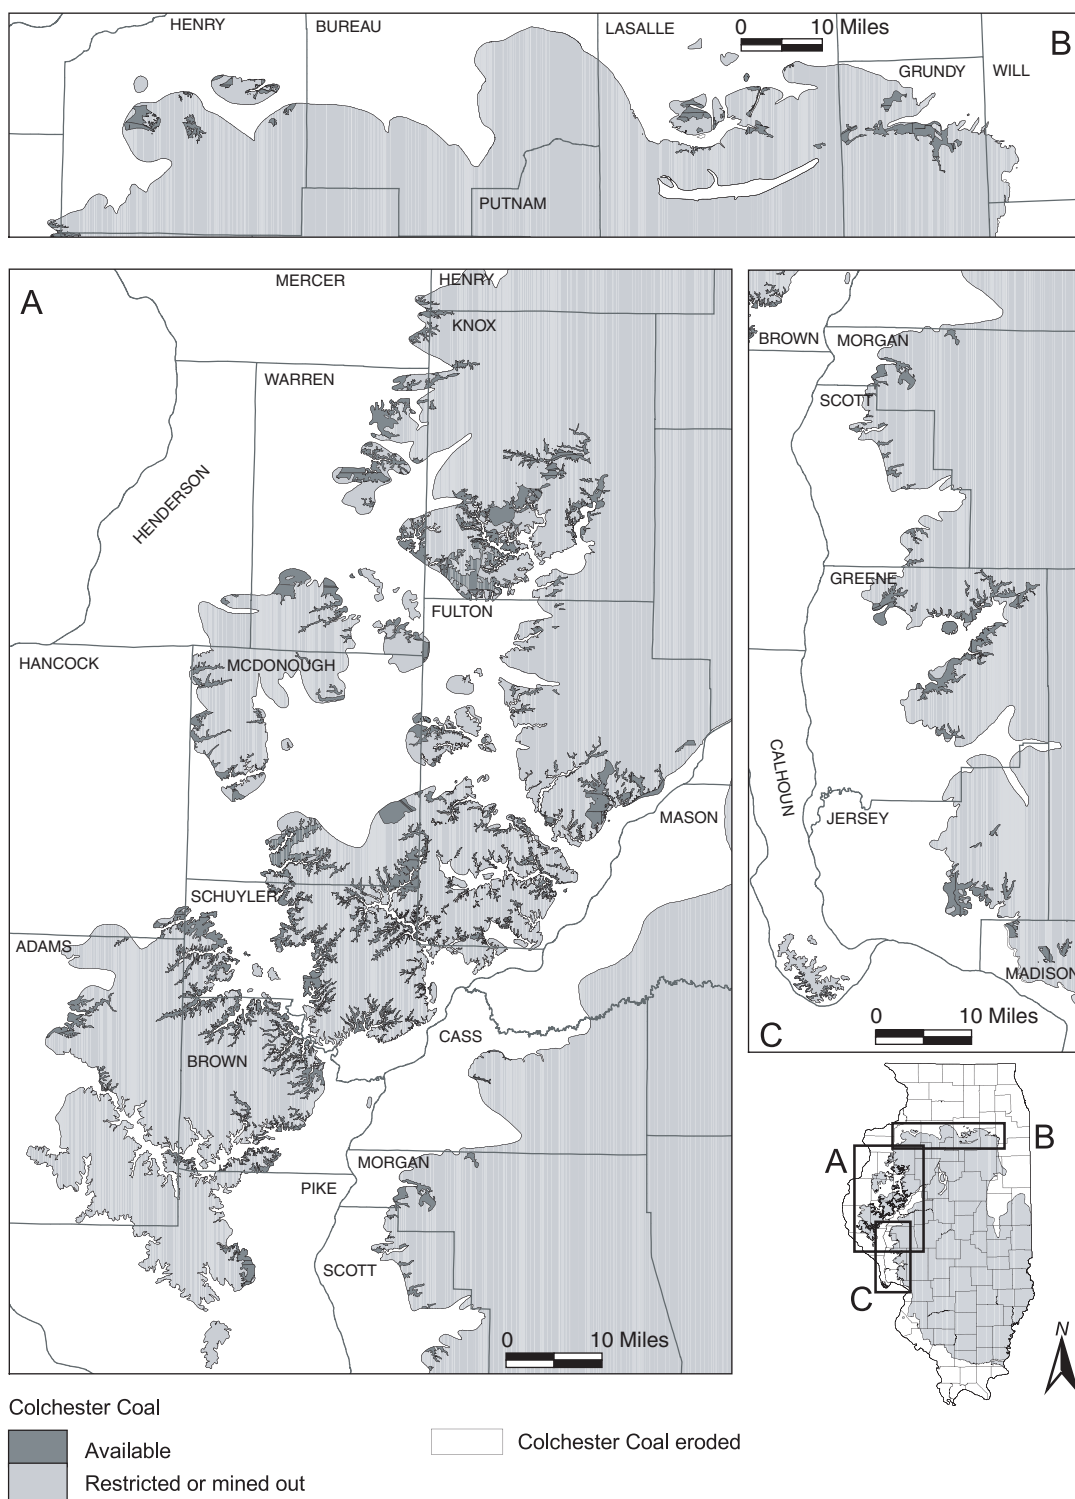 HENRY
BUREAU
LASALLE
0 10 Miles
B
GRUNDY
WILL
PUTNAM
A
MERCER
HENRY
KNOX
WARREN
HENDERSON
FULTON
HANCOCK
MCDONOUGH
MASON
SCHUYLER
ADAMS
BROWN
CASS
MORGAN
PIKE
SCOTT
0 10 Miles
BROWN
MORGAN
SCOTT
GREENE
CALHOUN
JERSEY
MADISON
0 10 Miles
C
A
B
C
N
Colchester Coal
Available
Restricted or mined out
Colchester Coal eroded